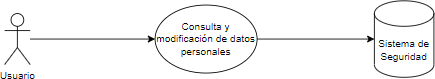 Usuario
Consulta y
modificación de datos
personales
Sistema de
Seguridad